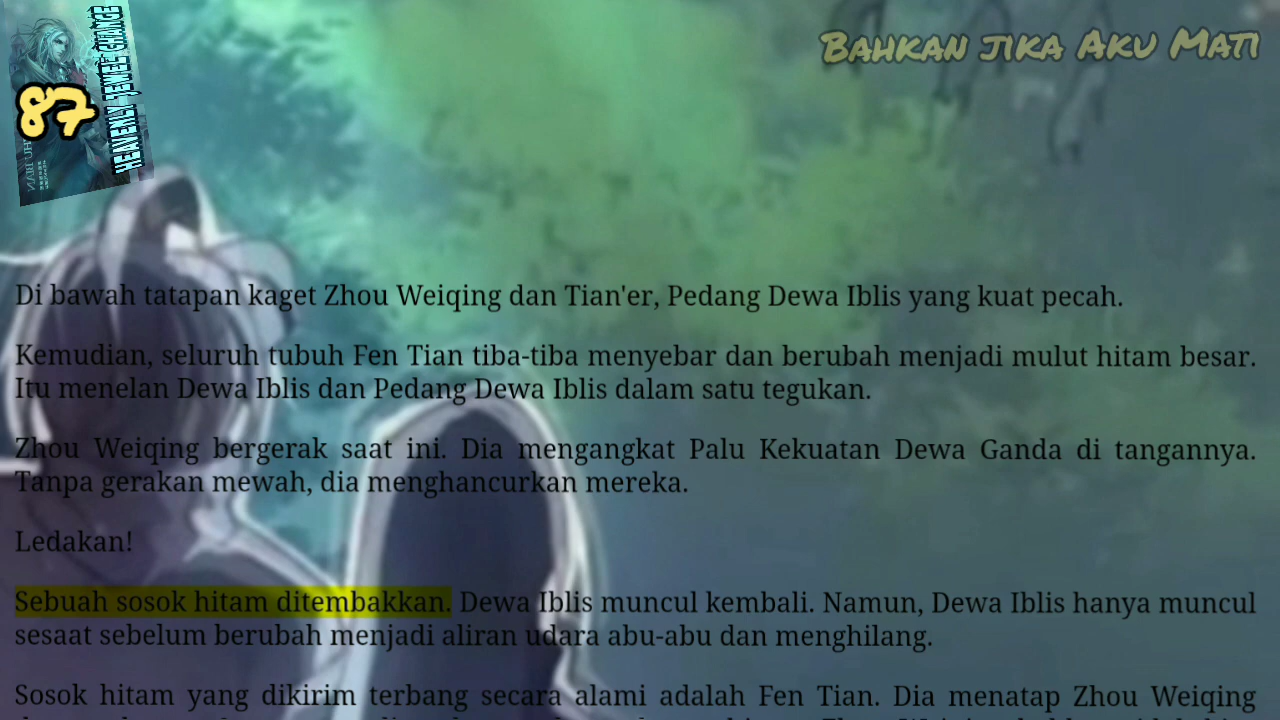 87
HEAVENLY JEWEL CHANGE
Bahkan jika Aku Mati
Di bawah tatapan kaget Zhou Weiqing dan Tian'er, Pedang Dewa Iblis yang kuat pecah.
Kemudian, seluruh tubuh Fen Tian tiba-tiba menyebar dan berubah menjadi mulut hitam besar.
Itu menelan Dewa Iblis dan Pedang Dewa Iblis dalam satu tegukan.
Zhou Weiqing bergerak saat ini. Dia mengangkat Palu Kekuatan Dewa Ganda di tangannya.
Tanpa gerakan mewah, dia menghancurkan mereka.
Ledakan!
Sebuah sosok hitam ditembakkan. Dewa Iblis muncul kembali. Namun, Dewa Iblis hanya muncul
sesaat sebelum berubah menjadi aliran udara abu-abu dan menghilang.
Sosok hitam yang dikirim terbang secara alami adalah Fen Tian. Dia menatap Zhou Weiqing